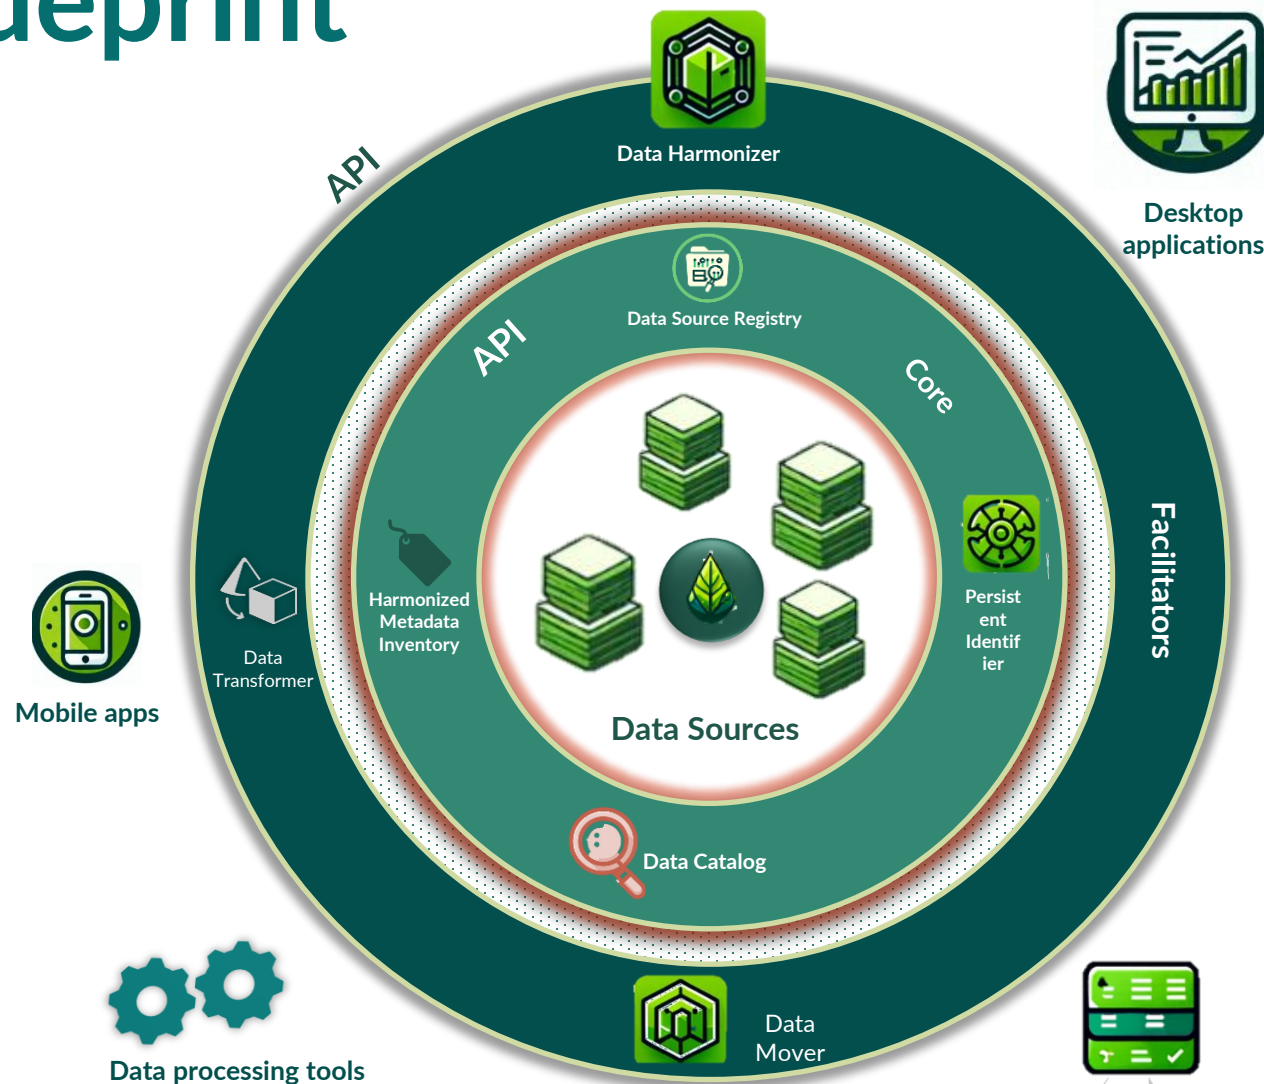 ueprint
API
Data Harmonizer
Desktop
applications
API
Data Source Registry
Core
Facilitators
Harmonized
Metadata
Inventory
Persist
ent
Identif
ier
Data
Transformer
Mobile apps
Data Sources
Data Catalog
Data
Mover
Data processing tools